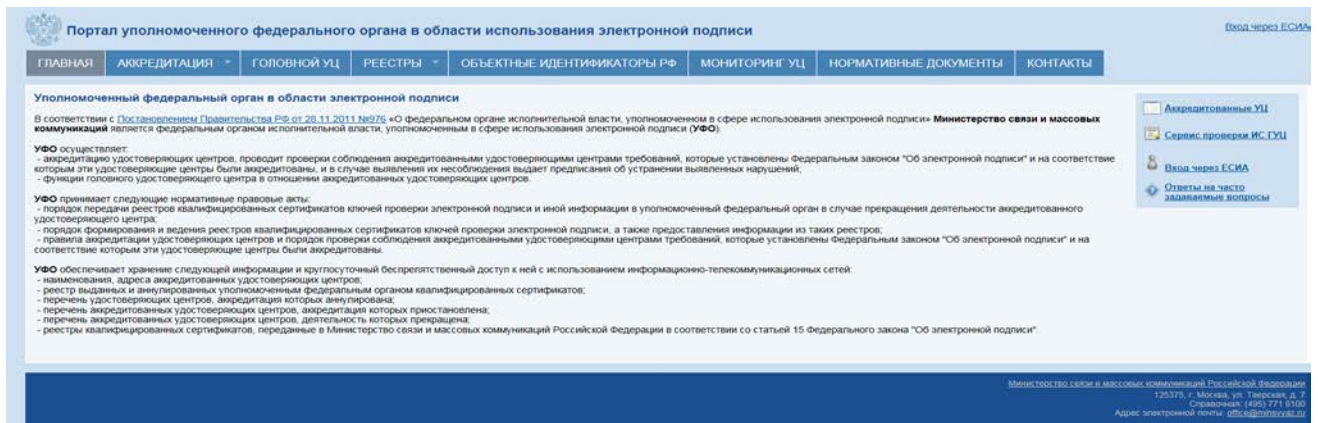 Портал уполномоченного федерального органа в области использования электронной подписи
Вход через ЕСИА
ГЛАВНАЯ АККРЕДИТАЦИЯ ГОЛОВНОЙ УЦ РЕЕСТРЫ ОБЪЕКТНЫЕ ИДЕНТИФИКАТОРЫ РФ МОНИТОРИНГ УЦ НОРМАТИВНЫЕ ДОКУМЕНТЫ КОНТАКТЫ
Уполномоченный федеральный орган в области электронной подписи
В соответствии с Постановлением Правительства РФ от 28.11.2011 №976 «О федеральном органе исполнительной власти, уполномоченном в сфере использования электронной подписи» Министерство связи и массовых
коммуникаций является федеральным органом исполнительной власти, уполномоченным в сфере использования электронной подписи (УФО).
УФО осуществляет:
- аккредитацию удостоверяющих центров, проводит проверки соблюдения аккредитованными удостоверяющими центрами требований, которые установлены Федеральным законом "Об электронной подписи" и на соответствие
которым эти удостоверяющие центры были аккредитованы, и в случае выявления их несоблюдения выдает предписания об устранении выявленных нарушений;
- функции головного удостоверяющего центра в отношении аккредитованных удостоверяющих центров.
УФО принимает следующие нормативные правовые акты:
- порядок передачи реестров квалифицированных сертификатов ключей проверки электронной подписи и иной информации в уполномоченный федеральный орган в случае прекращения деятельности аккредитованного
удостоверяющего центра;
- порядок формирования и ведения реестров квалифицированных сертификатов ключей проверки электронной подписи, а также предоставления информации из таких реестров;
- правила аккредитации удостоверяющих центров и порядок проверки соблюдения аккредитованными удостоверяющими центрами требований, которые установлены Федеральным законом "Об электронной подписи" и на
соответствие которым эти удостоверяющие центры были аккредитованы.
УФО обеспечивает хранение следующей информации и круглосуточный беспрепятственный доступ к ней с использованием информационно-телекоммуникационных сетей:
- наименования, адреса аккредитованных удостоверяющих центров;
- реестр выданных и аннулированных уполномоченным федеральным органом квалифицированных сертификатов;
- перечень удостоверяющих центров, аккредитация которых аннулирована;
- перечень аккредитованных удостоверяющих центров, аккредитация которых приостановлена;
- перечень аккредитованных удостоверяющих центров, деятельность которых прекращена;
- реестры квалифицированных сертификатов, переданные в Министерство связи и массовых коммуникаций Российской Федерации в соответствии со статьей 15 Федерального закона "Об электронной подписи".
Аккредитованные УЦ
Сервис проверки ИС ГУЦ
Вход через ЕСИА
Ответы на часто
задаваемые вопросы
Министерство связи и массовых коммуникаций Российской Федерации
125375, г. Москва, ул. Тверская, д. 7
Справочная: (495) 771 8100
Адрес электронной почты: office@minsvyaz.ru